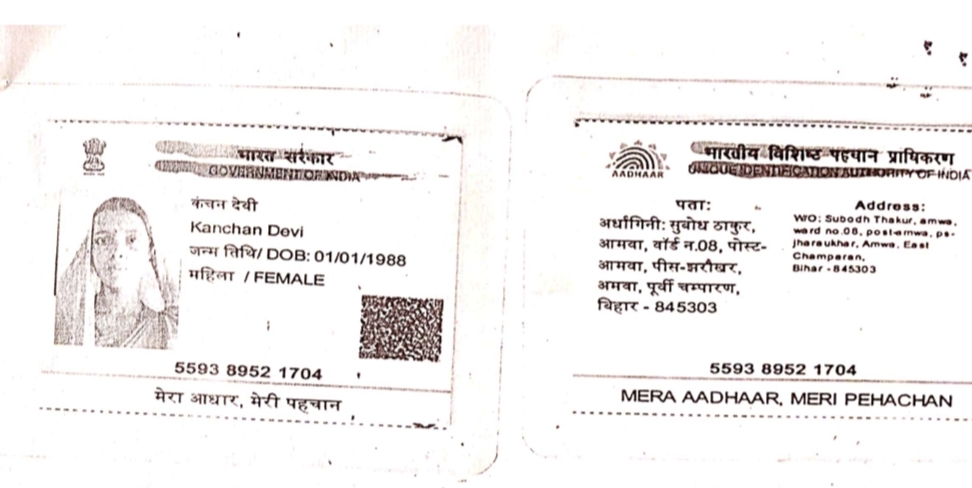 भारत सरकार
GOVERNMENT OF INDIA
कंचन देवी
Kanchan Devi
जन्म तिथि/ DOB: 01/01/1988
महिला / FEMALE
5593 8952 1704
मेरा आधार, मेरी पहचान
AADHAAR
भारतीय विशिष्ट पहचान प्राधिकरण
UNIQUE IDENTIFICATION AUTHORITY OF INDIA
पता:
अर्धागिनी: सुबोध ठाकुर,
आमवा, वॉर्ड न.08, पोस्ट-
आमवा, पीस-झरौखर,
अमवा, पूर्वी चम्पारण,
बिहार - 845303
Address:
W/O: Subodh Thakur, amwa,
ward no.08, post-amwa, ps-
jharaukhar, Amwa, East
Champaran,
Bihar - 845303
5593 8952 1704
MERA AADHAAR, MERI PEHACHAN